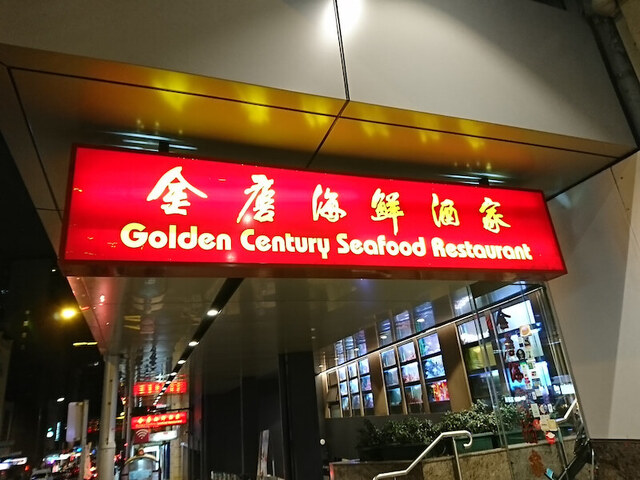 金唐海鮮酒家
Golden Century Seafood Restaurant